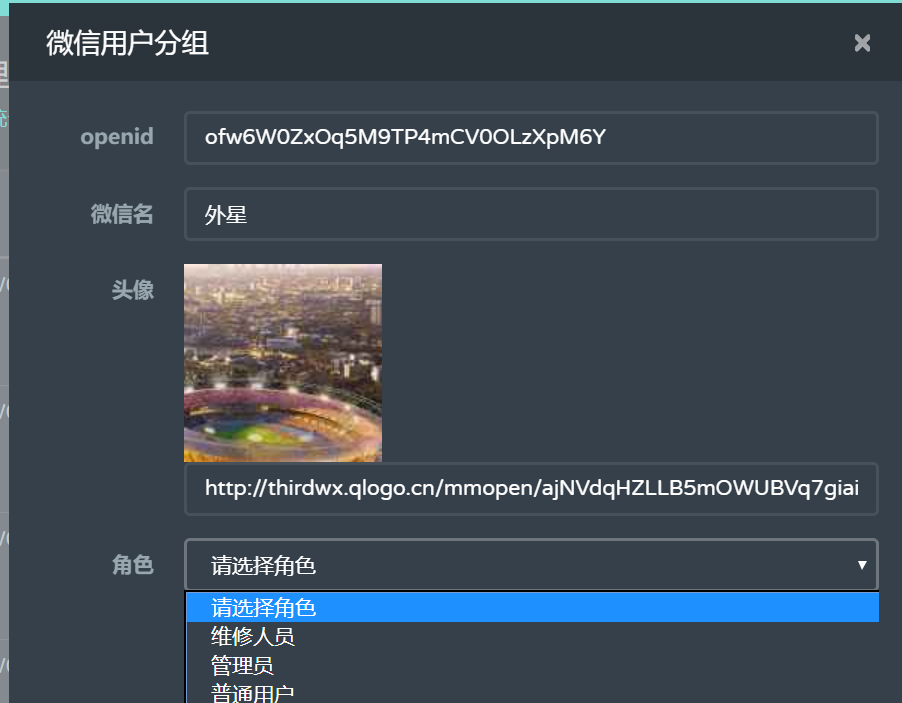 微信用户分组
openid
ofw6W0ZxOq5M9TP4mCV0OLzXpM6Y
微信名
外星
头像
http://thirdwx.qlogo.cn/mmopen/ajNVdqHZLLB5mOWUBVq7giai
角色
请选择角色
请选择角色
维修人员
管理员
普通用户